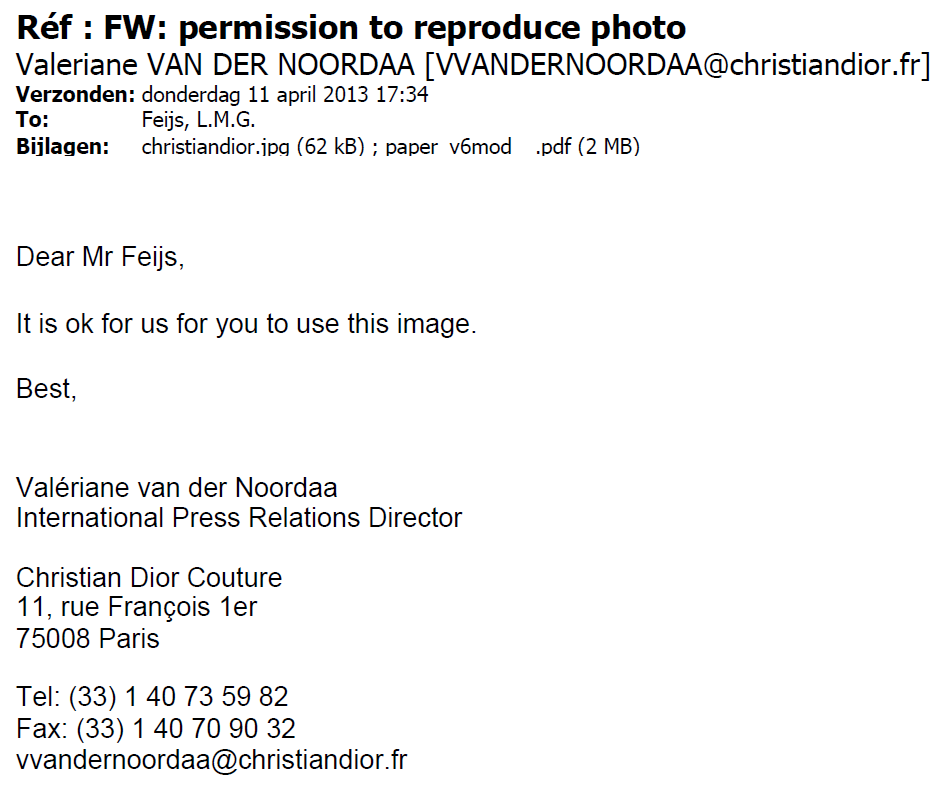 Réf : FW: permission to reproduce photo
Valeriane VAN DER NOORDAA [VVANDERNOORDAA@christiandior.fr]
Verzonden: donderdag 11 april 2013 17:34
To: Feijs, L.M.G.
Bijlagen: christiandior.jpg (62 kB) ; paper_v6mod__.pdf (2 MB)
Dear Mr Feijs,
It is ok for us for you to use this image.
Best,
Valériane van der Noordaa
International Press Relations Director
Christian Dior Couture
11, rue François 1er
75008 Paris
Tel: (33) 1 40 73 59 82
Fax: (33) 1 40 70 90 32
vvandernoordaa@christiandior.fr